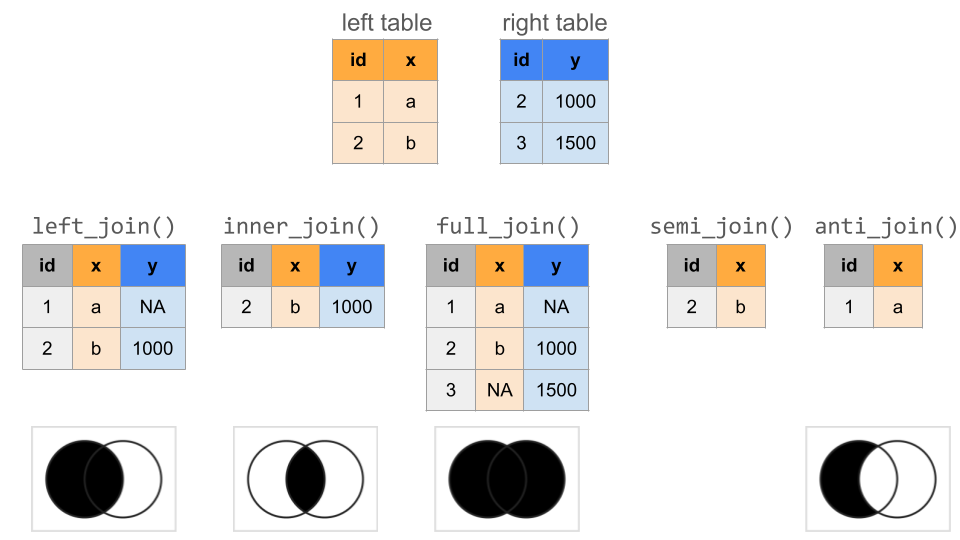 left table right table
id x id y
1 a 2 1000
2 b 3 1500
left_join() inner_join() full_join() semi_join() anti_join()
id x y id x y id x y id x id x
1 a NA 2 b 1000 1 a NA 2 b 1 a
2 b 1000 2 b 1000
3 NA 1500